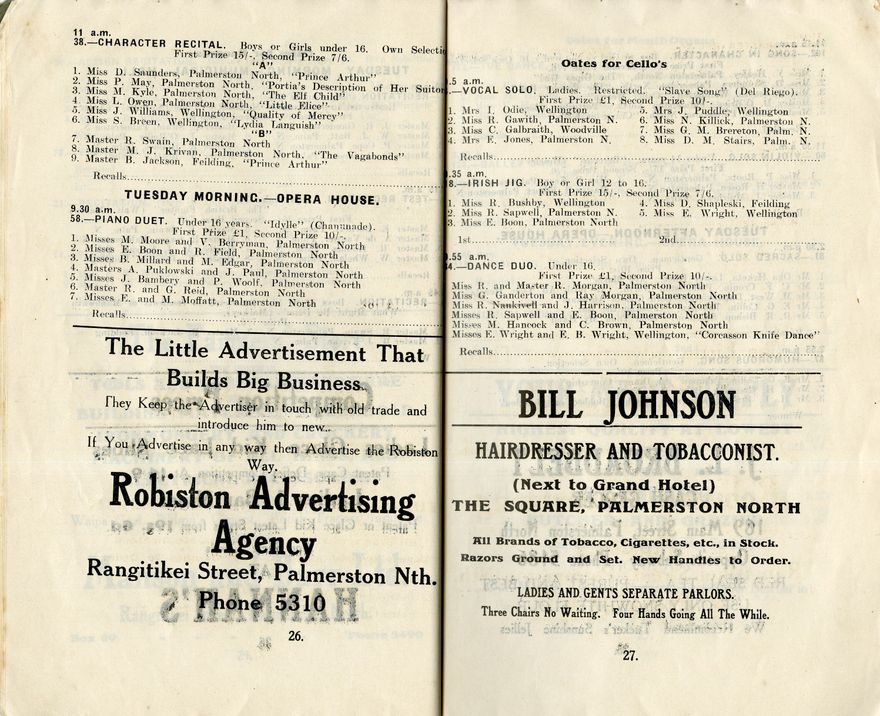 11 a.m.
38.—CHARACTER RECITAL. Boys or Girls under 16. Own Selectio
First Prize 15/-, Second Prize 7/6.
"A"
1. Miss D. Saunders, Palmerston North, "Prince Arthur"
2. Miss P. May, Palmerston North, "Portia's Description of Her Suitor
3. Miss M. Kyle, Palmerston North, "The Elf Child"
4. Miss L. Owen, Palmerston North, "Little Elice"
5. Miss J. Williams, Wellington, "Quality of Mercy"
6. Miss S. Breen, Wellington, "Lydia Languish"
"B"
7. Master R. Swain, Palmerston North
8. Master M. J. Krivan, Palmerston North, "The Vagabonds"
9. Master B. Jackson, Feilding, "Prince Arthur"
Recalls
TUESDAY MORNING.—OPERA HOUSE.
9.30 a.m.
58.—PIANO DUET. Under 16 years. "Idylle" (Chaminade).
First Prize £1, Second Prize 10/-.
1. Misses M. Moore and V. Berryman, Palmerston North
2. Misses E. Boon and R. Field, Palmerston North
3. Misses B. Millard and M. Edgar, Palmerston North
4. Masters A. Puklowski and J. Paul, Palmerston North
5. Misses J. Bambery and P. Woolf, Palmerston North
6. Master R. and G. Reid, Palmerston North
7. Misses E. and M. Moffatt, Palmerston North
Recalls
The Little Advertisement That
Builds Big Business.
They Keep the Advertiser in touch with old trade and
introduce him to new...
If You Advertise in any way then Advertise the Robiston
Way.
Robiston Advertising
Agency
Rangitikei Street, Palmerston Nth.
Phone 5310
26.
Oates for Cello's
.5 a.m.
.—VOCAL SOLO. Ladies. Restricted. "Slave Song" (Del Riego).
First Prize £1, Second Prize 10/-.
1. Mrs I. Odie, Wellington 5. Mrs J. Puddle, Wellington
2. Miss R. Gawith, Palmerston N. 6. Miss N. Killick, Palmerston N.
3. Miss C. Galbraith, Woodville 7. Miss G. M. Brereton, Palm. N.
4. Mrs E. Jones, Palmerston N. 8. Miss D. M. Stairs, Palm. N.
Recalls
.35 a.m.
8.—IRISH JIG. Boy or Girl 12 to 16.
First Prize 15/-, Second Prize 7/6.
1. Miss R. Bushby, Wellington 4. Miss D. Shapleski, Feilding
2. Miss R. Sapwell, Palmerston N. 5. Miss E. Wright, Wellington
3. Miss E. Boon, Palmerston North
1st 2nd
.55 a.m.
4.—DANCE DUO. Under 16.
First Prize £1, Second Prize 10/-.
Miss R. and Master R. Morgan, Palmerston North
Miss G. Ganderton and Ray Morgan, Palmerston North
Miss R. Nankivell and J. Harrison, Palmerston North
Misses R. Sapwell and E. Boon, Palmerston North
Misses M. Hancock and C. Brown, Palmerston North
Misses E. Wright and E. B. Wright, Wellington, "Corsasson Knife Dance"
Recalls
BILL JOHNSON
HAIRDRESSER AND TOBACCONIST.
(Next to Grand Hotel)
THE SQUARE, PALMERSTON NORTH
All Brands of Tobacco, Cigarettes, etc., in Stock.
Razors Ground and Set. New Handles to Order.
LADIES AND GENTS SEPARATE PARLORS.
Three Chairs No Waiting. Four Hands Going All The While.
27.